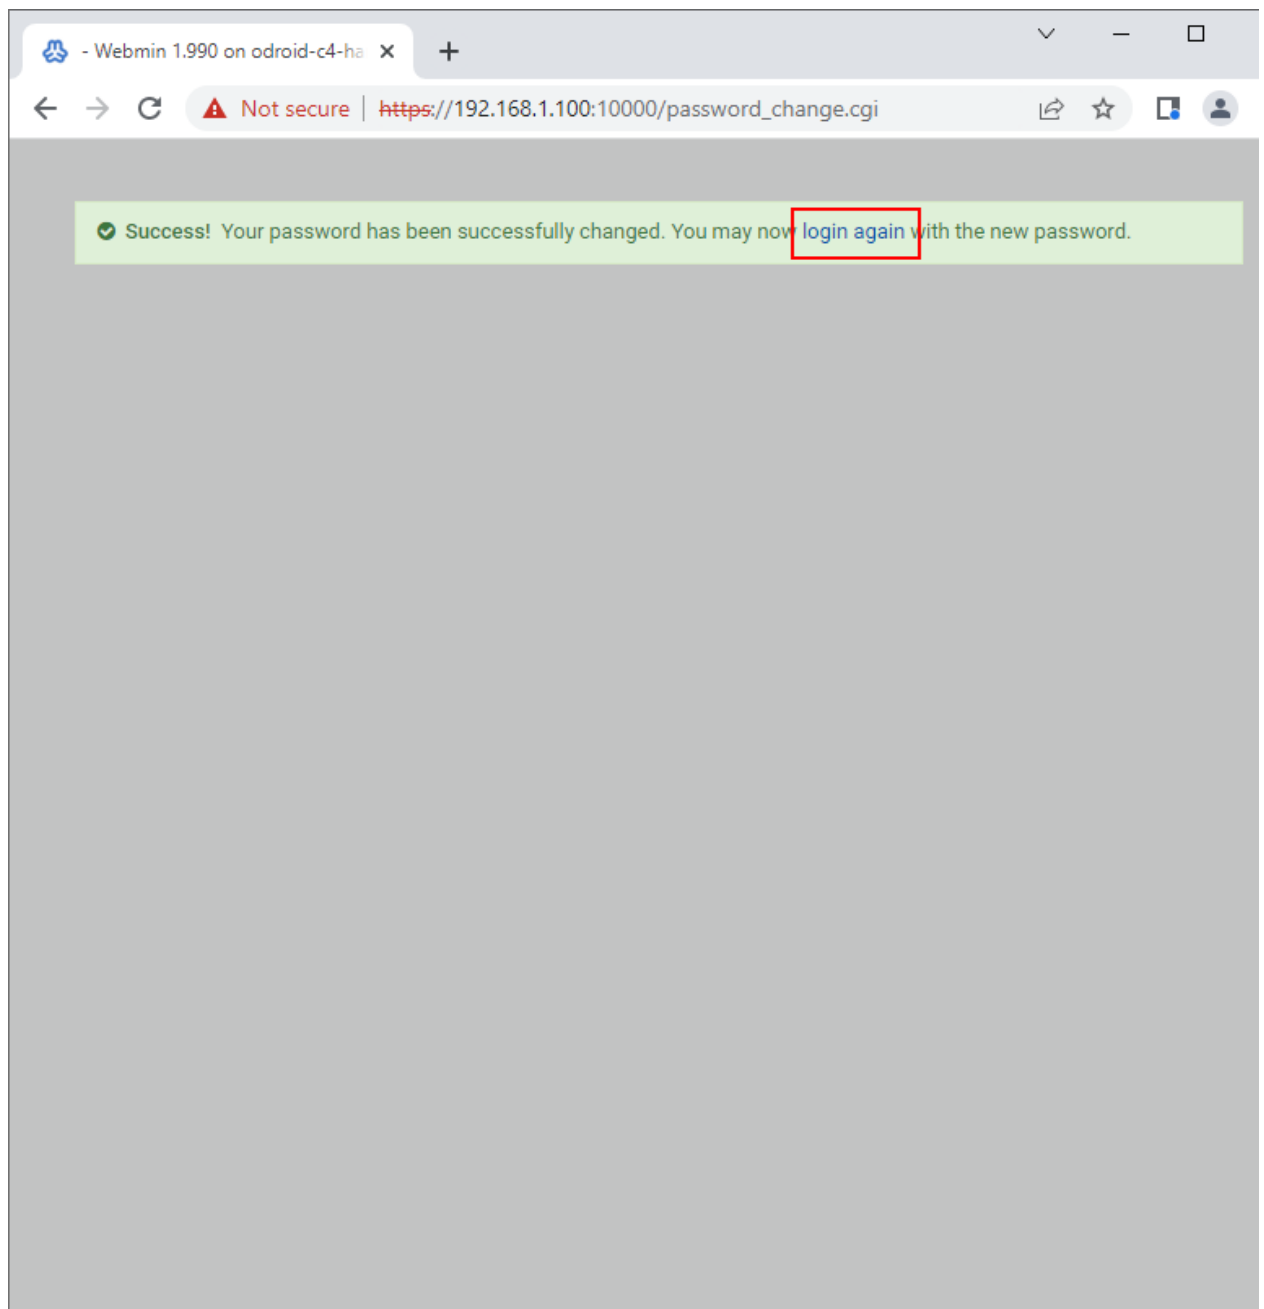 - Webmin 1.990 on odroid-c4-ha
Not secure | https://192.168.1.100:10000/password_change.cgi
Success! Your password has been successfully changed. You may now login again with the new password.